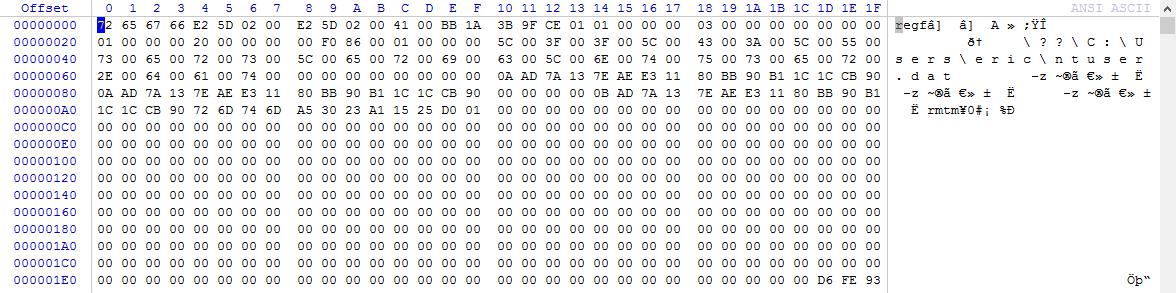 Offset 0 1 2 3 4 5 6 7 8 9 A B C D E F 10 11 12 13 14 15 16 17 18 19 1A 1B 1C 1D 1E 1F ANSI ASCII
00000000 72 65 67 66 E2 5D 02 00 E2 5D 02 00 41 00 BB 1A 3B 9F CE 01 01 00 00 00 03 00 00 00 00 00 00 00 regfâ] â] A » ;ŸÎ
00000020 01 00 00 00 20 00 00 00 00 F0 86 00 01 00 00 00 5C 00 3F 00 3F 00 5C 00 43 00 3A 00 5C 00 55 00 ð† \ ? ? \ C : \ U
00000040 73 00 65 00 72 00 73 00 5C 00 65 00 72 00 69 00 63 00 5C 00 6E 00 74 00 75 00 73 00 65 00 72 00 s e r s \ e r i c \ n t u s e r
00000060 2E 00 64 00 61 00 74 00 00 00 00 00 00 00 00 00 0A AD 7A 13 7E AE E3 11 80 BB 90 B1 1C 1C CB 90 . d a t -z ~®ã €» ± Ë
00000080 0A AD 7A 13 7E AE E3 11 80 BB 90 B1 1C 1C CB 90 00 00 00 00 0B AD 7A 13 7E AE E3 11 80 BB 90 B1 -z ~®ã €» ± Ë -z ~®ã €» ±
000000A0 1C 1C CB 90 72 6D 74 6D A5 30 23 A1 15 25 D0 01 00 00 00 00 00 00 00 00 00 00 00 00 00 00 00 00 Ë rmtm¥0#¡ %Ð
000000C0 00 00 00 00 00 00 00 00 00 00 00 00 00 00 00 00 00 00 00 00 00 00 00 00 00 00 00 00 00 00 00 00
000000E0 00 00 00 00 00 00 00 00 00 00 00 00 00 00 00 00 00 00 00 00 00 00 00 00 00 00 00 00 00 00 00 00
00000100 00 00 00 00 00 00 00 00 00 00 00 00 00 00 00 00 00 00 00 00 00 00 00 00 00 00 00 00 00 00 00 00
00000120 00 00 00 00 00 00 00 00 00 00 00 00 00 00 00 00 00 00 00 00 00 00 00 00 00 00 00 00 00 00 00 00
00000140 00 00 00 00 00 00 00 00 00 00 00 00 00 00 00 00 00 00 00 00 00 00 00 00 00 00 00 00 00 00 00 00
00000160 00 00 00 00 00 00 00 00 00 00 00 00 00 00 00 00 00 00 00 00 00 00 00 00 00 00 00 00 00 00 00 00
00000180 00 00 00 00 00 00 00 00 00 00 00 00 00 00 00 00 00 00 00 00 00 00 00 00 00 00 00 00 00 00 00 00
000001A0 00 00 00 00 00 00 00 00 00 00 00 00 00 00 00 00 00 00 00 00 00 00 00 00 00 00 00 00 00 00 00 00
000001C0 00 00 00 00 00 00 00 00 00 00 00 00 00 00 00 00 00 00 00 00 00 00 00 00 00 00 00 00 00 00 00 00
000001E0 00 00 00 00 00 00 00 00 00 00 00 00 00 00 00 00 00 00 00 00 00 00 00 00 00 00 00 00 00 D6 FE 93 Öþ“